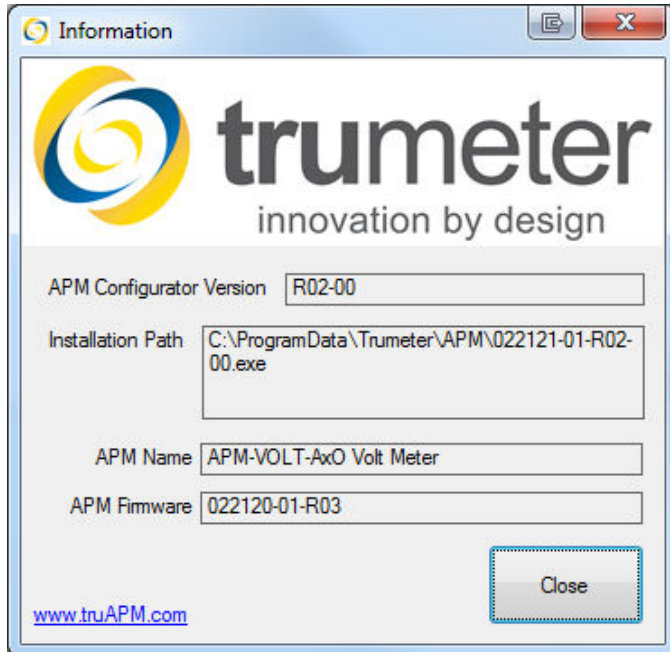 Information
trumeter
innovation by design
APM Configurator Version R02-00
Installation Path C:\ProgramData\Trumeter\APM\022121-01-R02-
00.exe
APM Name APM-VOLT-AxO Volt Meter
APM Firmware 022120-01-R03
Close
www.truAPM.com